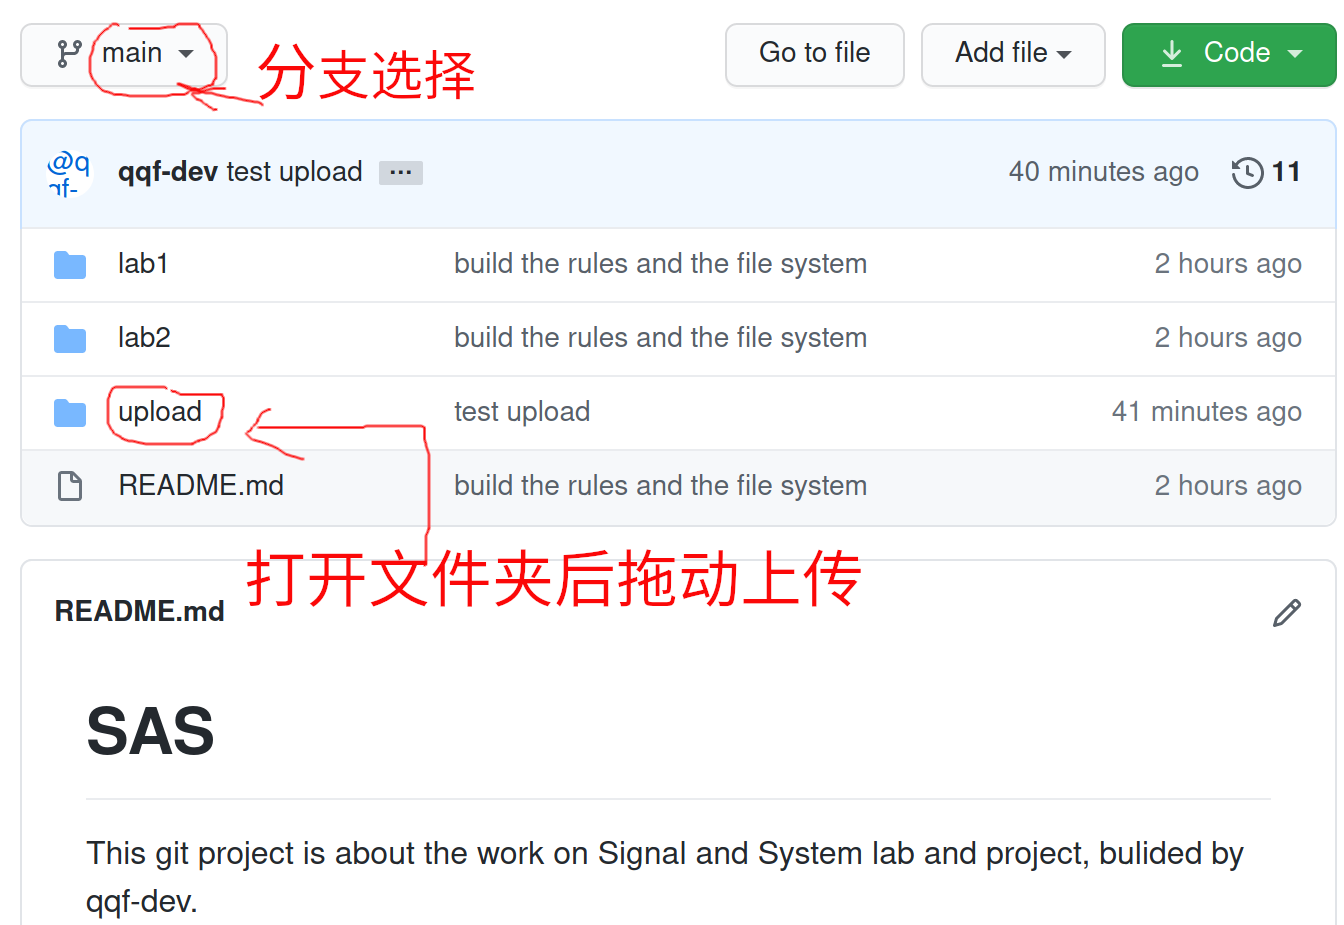 main 分支选择 Go to file Add file Code
@q
qf-
qqf-dev test upload ... 40 minutes ago 11
lab1 build the rules and the file system 2 hours ago
lab2 build the rules and the file system 2 hours ago
upload test upload 41 minutes ago
README.md build the rules and the file system 2 hours ago
打开文件夹后拖动上传
README.md
SAS
This git project is about the work on Signal and System lab and project, bulided by
qqf-dev.